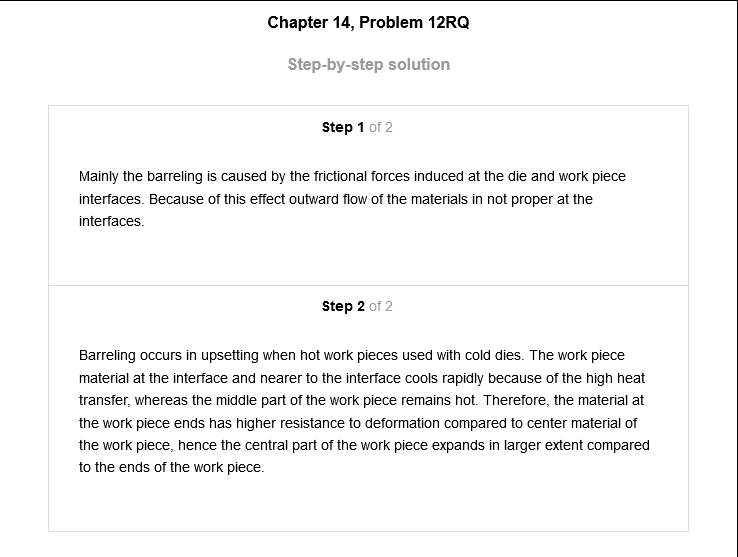 Chapter 14, Problem 12RQ
Step-by-step solution
Step 1 of 2
Mainly the barreling is caused by the frictional forces induced at the die and work piece
interfaces. Because of this effect outward flow of the materials in not proper at the
interfaces.
Step 2 of 2
Barreling occurs in upsetting when hot work pieces used with cold dies. The work piece
material at the interface and nearer to the interface cools rapidly because of the high heat
transfer, whereas the middle part of the work piece remains hot. Therefore, the material at
the work piece ends has higher resistance to deformation compared to center material of
the work piece, hence the central part of the work piece expands in larger extent compared
to the ends of the work piece.